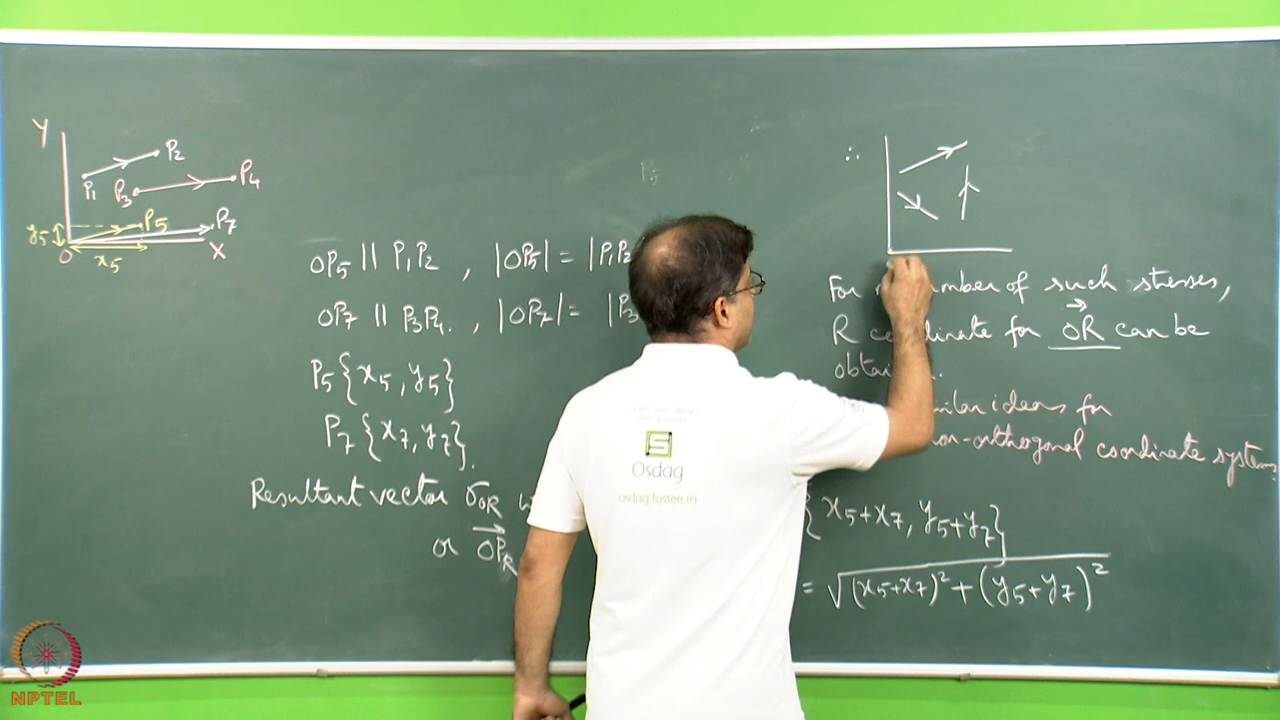 Y
P1 P2
P3 P4
P5 P7
y5
O x5 X
P5
OP5 || P1P2 , |OP5| = |P1P2
OP7 || P3P4. , |OP7| = |P3
P5{x5, y5}
P7{x7, y7}.
Resultant vector σOR
or OPR
∴
For number of such stresses,
R coordinate for OR can be
ideas for
non-orthogonal coordinate system
{x5+x7, y5+y7}
= √(x5+x7)² + (y5+y7)²
Osdag
osdag.fossee.in
NPTEL